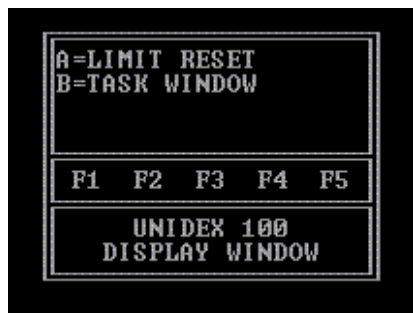 A=LIMIT RESET
B=TASK WINDOW
F1 F2 F3 F4 F5
UNIDEX 100
DISPLAY WINDOW